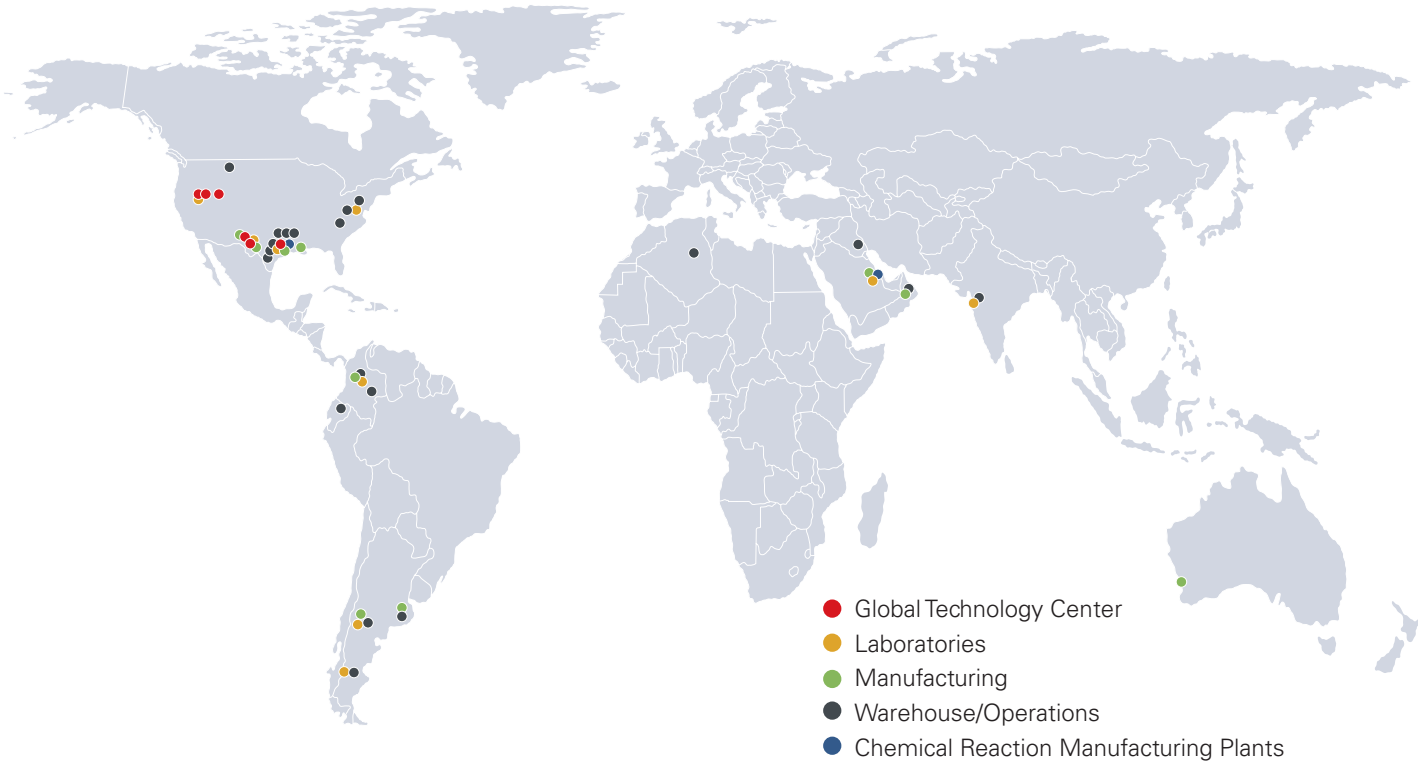 Global Technology Center
Laboratories
Manufacturing
Warehouse/Operations
Chemical Reaction Manufacturing Plants